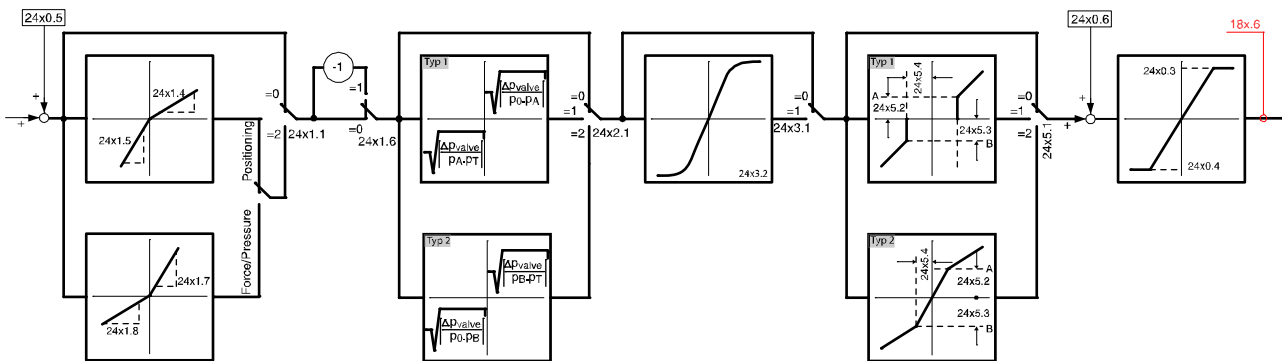 24x0.5
24x1.4
24x1.5
Positioning
Force/Pressure
24x1.7
24x1.8
=0
=2
24x1.1
-1
=1
=0
24x1.6
Typ 1
Δpvalve
p0-pA
Δpvalve
pA-pT
Typ 2
Δpvalve
pB-pT
Δpvalve
p0-pB
=0
=1
=2
24x2.1
24x3.2
=0
=1
24x3.1
Typ 1
24x5.4
A
24x5.2
24x5.3
B
Typ 2
24x5.4
A
24x5.2
24x5.3
B
=0
=1
=2
24x5.1
24x0.6
24x0.3
24x0.4
18x.6
+
+
+
+